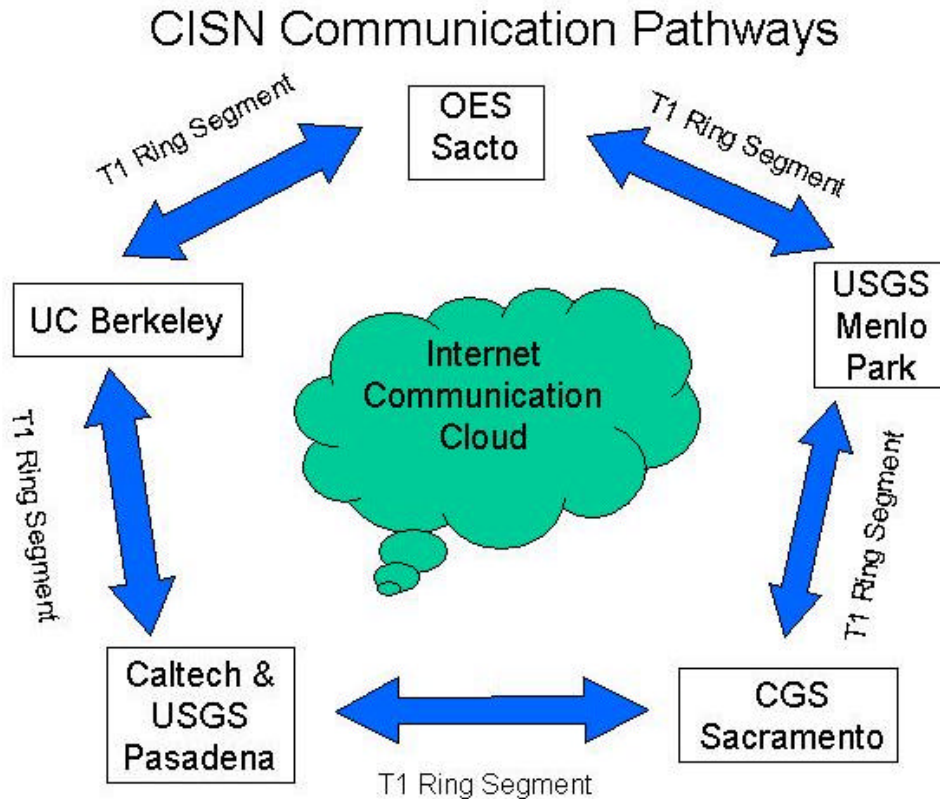 CISN Communication Pathways
T1 Ring Segment
OES
Sacto
T1 Ring Segment
UC Berkeley
USGS
Menlo
Park
Internet
Communication
Cloud
T1 Ring Segment
T1 Ring Segment
Caltech &
USGS
Pasadena
CGS
Sacramento
T1 Ring Segment